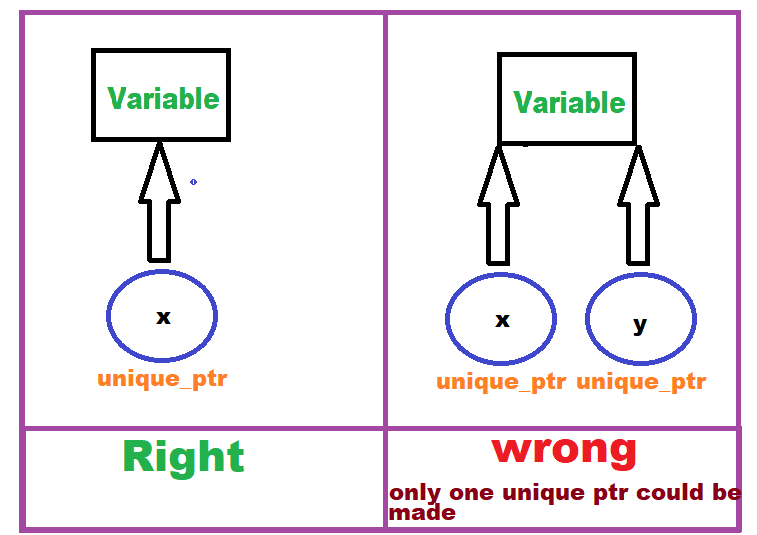 Variable
x
unique_ptr
Right
Variable
x
y
unique_ptr unique_ptr
wrong
only one unique ptr could be
made